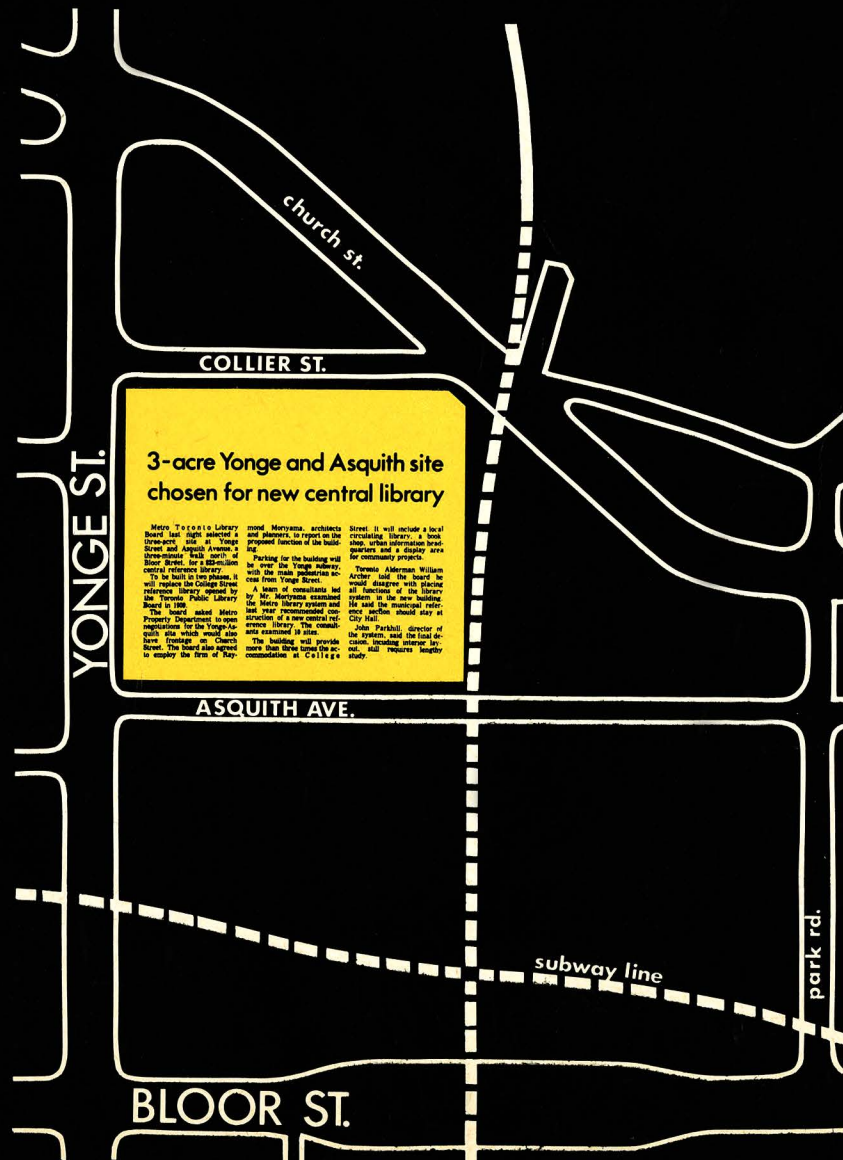 church st.
COLLIER ST.
YONGE ST.
3-acre Yonge and Asquith site
chosen for new central library
Metro Toronto Library
Board last night selected a
three-acre site at Yonge
Street and Asquith Avenue, a
three-minute walk north of
Bloor Street, for a $23-million
central reference library.
To be built in two phases, it
will replace the College Street
reference library opened by
the Toronto Public Library
Board in 1909.
The board asked Metro
Property Department to open
negotiations for the Yonge-As-
quith site which would also
have frontage on Church
Street. The board also agreed
to employ the firm of Ray-
mond Moriyama, architects
and planners, to report on the
proposed function of the build-
ing.
Parking for the building will
be over the Yonge subway,
with the main pedestrian ac-
cess from Yonge Street.
A team of consultants led
by Mr. Moriyama examined
the Metro library system and
last year recommended con-
struction of a new central ref-
erence library. The consult-
ants examined 18 sites.
The building will provide
more than three times the ac-
commodation at College
Street. It will include a local
circulating library, a book
shop, urban information head-
quarters and a display area
for community projects.
Toronto Alderman William
Archer told the board he
would disagree with placing
all functions of the library
system in the new building.
He said the municipal refer-
ence section should stay at
City Hall.
John Parkhill, director of
the system, said the final de-
cision, incuding interior lay-
out, still requires lengthy
study.
ASQUITH AVE.
subway line
park rd.
BLOOR ST.